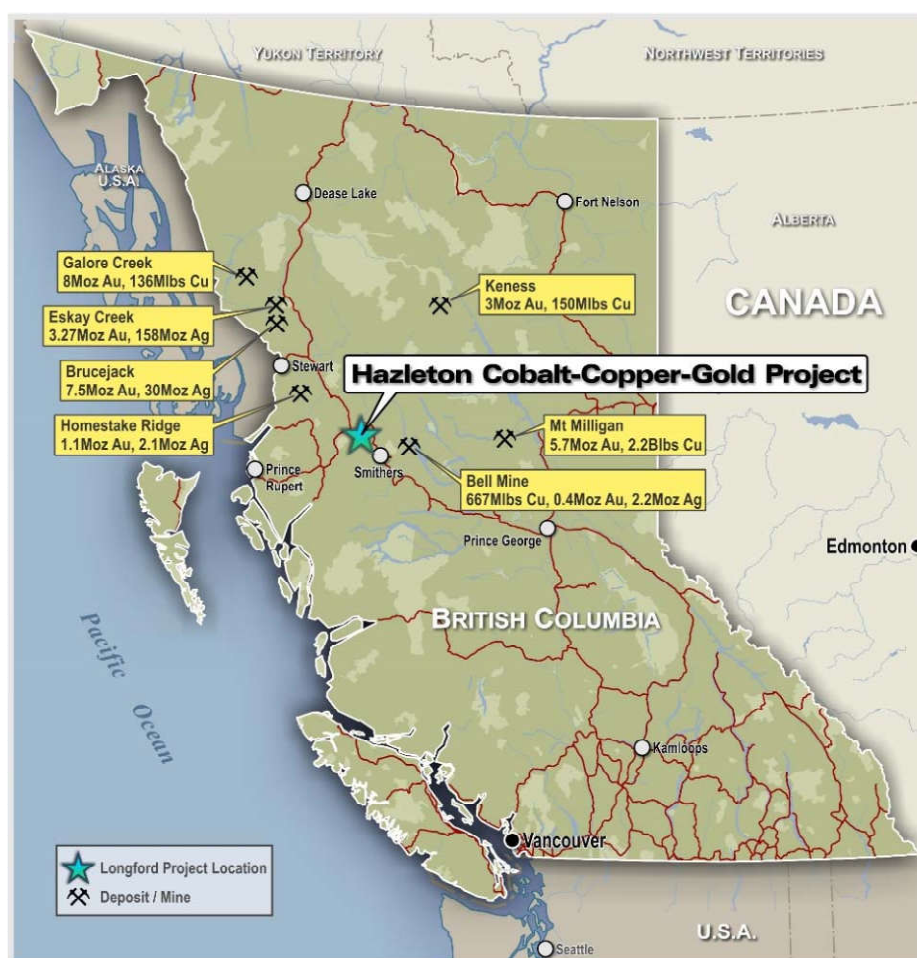 YUKON TERRITORY
NORTHWEST TERRITORIES
ALASKA
U.S.A.
Dease Lake
Fort Nelson
ALBERTA
Galore Creek
8Moz Au, 136Mlbs Cu
Keness
3Moz Au, 150Mlbs Cu
CANADA
Eskay Creek
3.27Moz Au, 158Moz Ag
Brucejack
7.5Moz Au, 30Moz Ag
Stewart
Hazleton Cobalt-Copper-Gold Project
Homestake Ridge
1.1Moz Au, 2.1Moz Ag
Mt Milligan
5.7Moz Au, 2.2Blbs Cu
Prince
Rupert
Smithers
Bell Mine
667Mlbs Cu, 0.4Moz Au, 2.2Moz Ag
Prince George
Edmonton
BRITISH COLUMBIA
Pacific
Ocean
Kamloops
Vancouver
Longford Project Location
Deposit / Mine
U.S.A.
Seattle